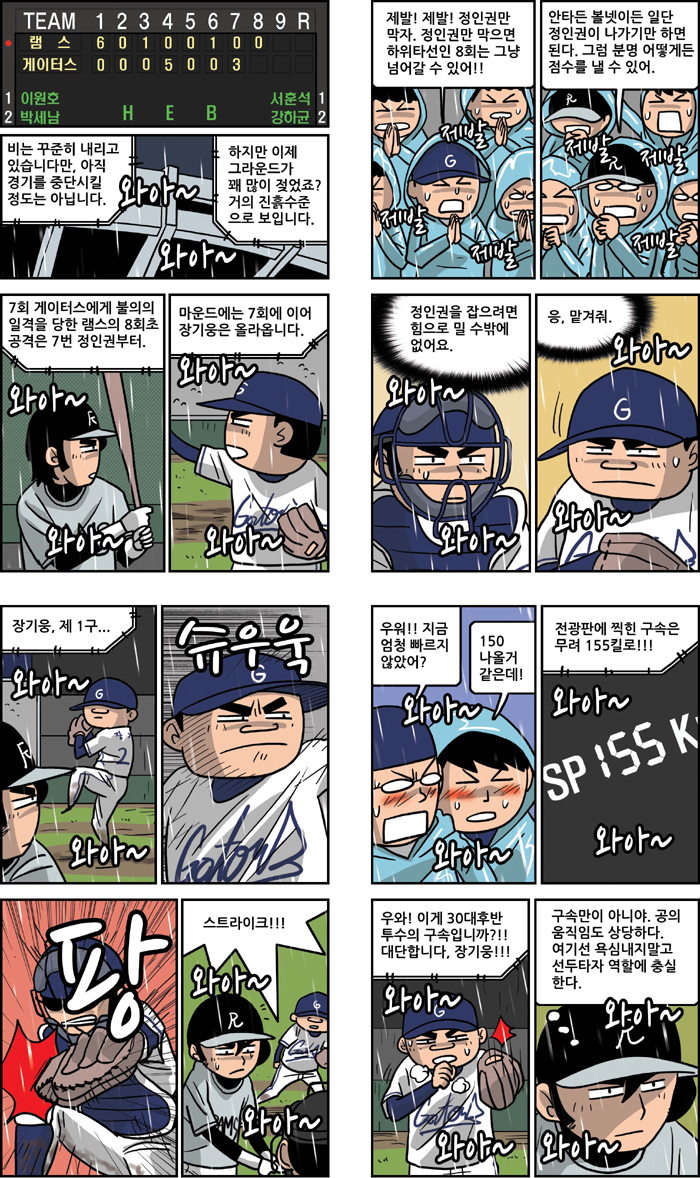 TEAM 1 2 3 4 5 6 7 8 9 R
램 스 6 0 1 0 0 1 0 0
게이터스 0 0 0 5 0 0 3
1 이원호 서훈석 1
2 박세남 H E B 강하균 2
비는 꾸준히 내리고
있습니다만, 아직
경기를 중단시킬
정도는 아닙니다.
와아~
하지만 이제
그라운드가
꽤 많이 젖었죠?
거의 진흙수준
으로 보입니다.
와아~
7회 게이터스에게 불의의
일격을 당한 램스의 8회초
공격은 7번 정인권부터.
와아~
R
와아~
마운드에는 7회에 이어
장기웅은 올라옵니다.
와아~
G
Gators
와아~
제발! 제발! 정인권만
막자. 정인권만 막으면
하위타선인 8회는 그냥
넘어갈 수 있어!!
제발
G
제발
제발
안타든 볼넷이든 일단
정인권이 나가기만 하면
된다. 그럼 분명 어떻게든
점수를 낼 수 있어.
R
제발
제발
R
제발
정인권을 잡으려면
힘으로 밀 수밖에
없어요.
와아~
와아~
응, 맡겨줘.
와아~
G
와아~
장기웅, 제 1구...
와아~
G
2
R
와아~
슈우욱
G
Gators
팡
스트라이크!!!
와아~
G
R
RAMS
와아~
우워!! 지금
엄청 빠르지
않았어?
150
나올거
같은데!
와아~
와아~
전광판에 찍힌 구속은
무려 155킬로!!!
와아~
SP 155 K
와아~
우와! 이게 30대후반
투수의 구속입니까?!!
대단합니다, 장기웅!!!
와아~
G
Gators
와아~
구속만이 아니야. 공의
움직임도 상당하다.
여기선 욕심내지말고
선두타자 역할에 충실
한다.
와아~
R
와아~